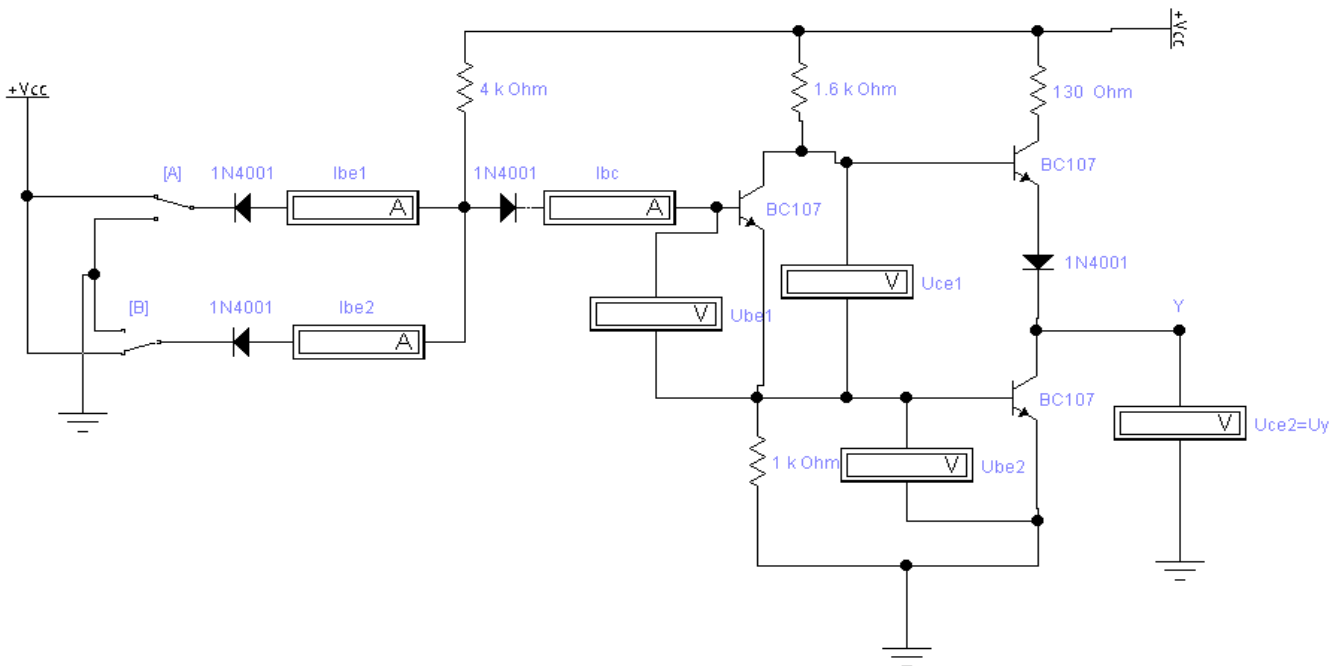 +Vcc
+Vcc
4 k Ohm
1.6 k Ohm
130 Ohm
[A]
1N4001
Ibe1
A
1N4001
Ibc
A
BC107
BC107
[B]
1N4001
Ibe2
A
V
Ube1
V
Uce1
1N4001
Y
BC107
V
Uce2=Uy
1 k Ohm
V
Ube2